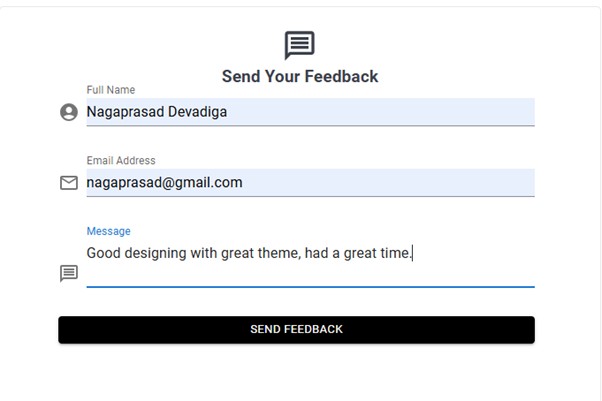 Send Your Feedback
Full Name
Nagaprasad Devadiga
Email Address
nagaprasad@gmail.com
Message
Good designing with great theme, had a great time.
SEND FEEDBACK